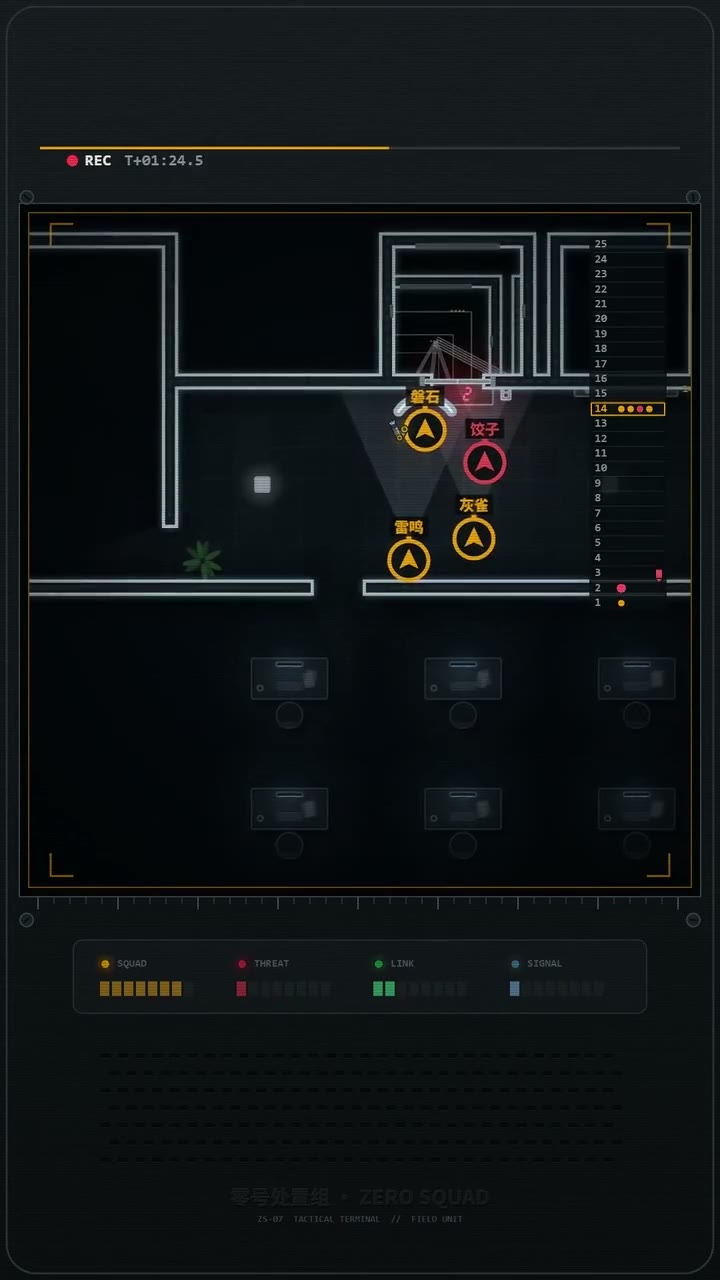 REC T+01:24.5
25
24
23
22
21
20
19
18
17
16
15
14
13
12
11
10
9
8
7
6
5
4
3
2
1
磐石
2
饺子
灰雀
雷鸣
SQUAD
THREAT
LINK
SIGNAL
零号处置组 · ZERO SQUAD
ZS-07 TACTICAL TERMINAL // FIELD UNIT